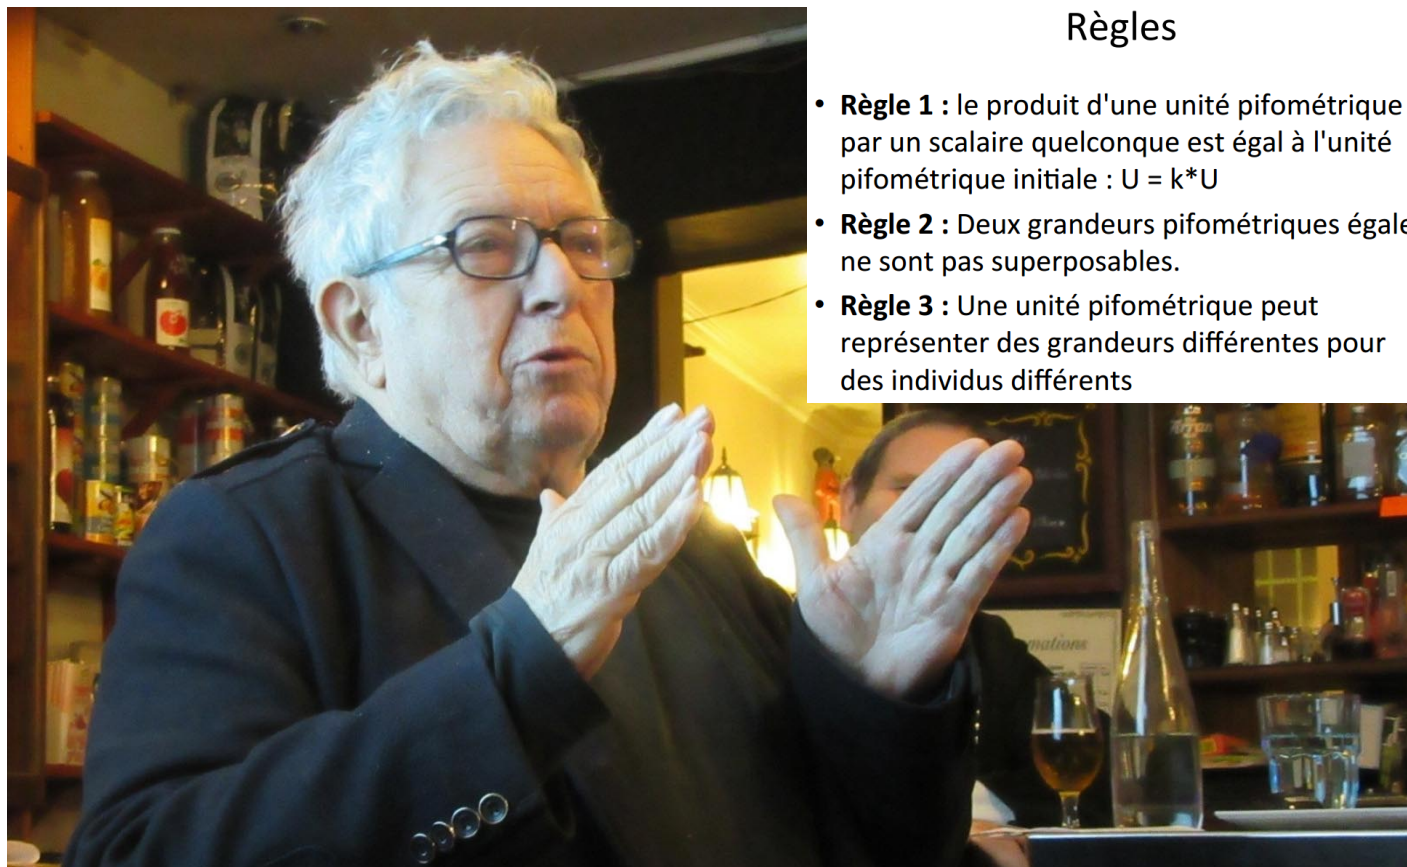 Règles
• Règle 1 : le produit d'une unité pifométrique
par un scalaire quelconque est égal à l'unité
pifométrique initiale : U = k*U
• Règle 2 : Deux grandeurs pifométriques égale
ne sont pas superposables.
• Règle 3 : Une unité pifométrique peut
représenter des grandeurs différentes pour
des individus différents
mations